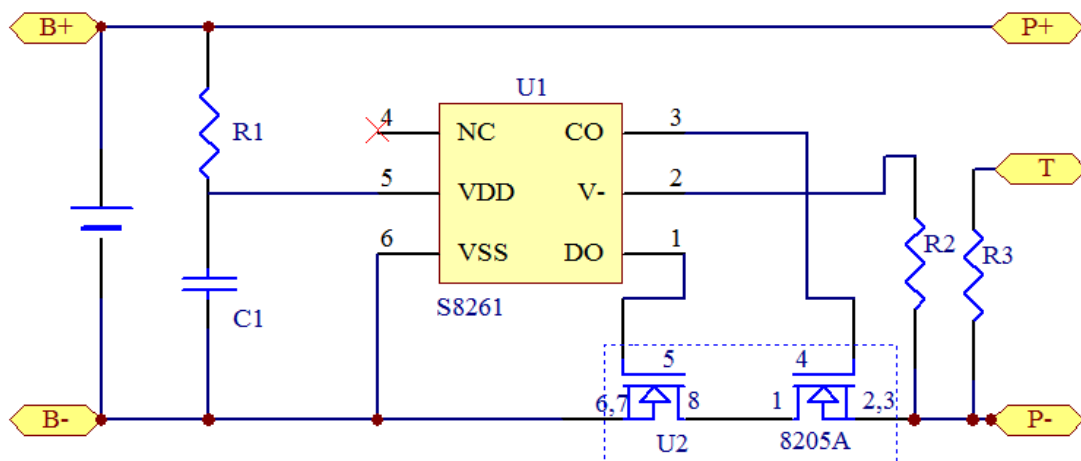 B+
P+
U1
4
NC
CO
3
R1
T
5
VDD
V-
2
6
VSS
DO
1
R2
R3
S8261
C1
5
4
6,7
8
1
2,3
B-
P-
U2
8205A